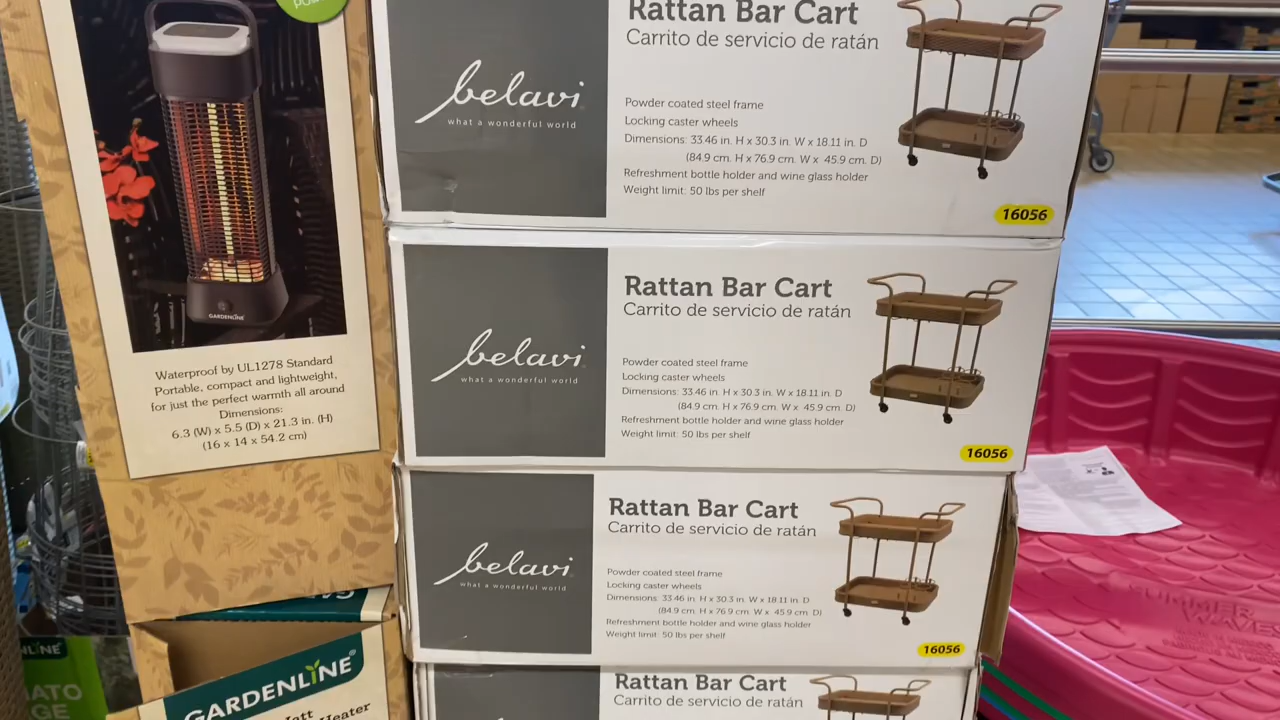 GARDENLINE
Waterproof by UL1278 Standard
Portable, compact and lightweight,
for just the perfect warmth all around
Dimensions:
6.3 (W) x 5.5 (D) x 21.3 in. (H)
(16 x 14 x 54.2 cm)
GARDENLINE®
Heater
Rattan Bar Cart
Carrito de servicio de ratán
belavi
what a wonderful world
Powder coated steel frame
Locking caster wheels
Dimensions: 33.46 in. H x 30.3 in. W x 18.11 in. D
(84.9 cm. H x 76.9 cm. W x 45.9 cm. D)
Refreshment bottle holder and wine glass holder
Weight limit: 50 lbs per shelf
16056
Rattan Bar Cart
Carrito de servicio de ratán
belavi
what a wonderful world
Powder coated steel frame
Locking caster wheels
Dimensions: 33.46 in. H x 30.3 in. W x 18.11 in. D
(84.9 cm. H x 76.9 cm. W x 45.9 cm. D)
Refreshment bottle holder and wine glass holder
Weight limit: 50 lbs per shelf
16056
Rattan Bar Cart
Carrito de servicio de ratán
belavi
what a wonderful world
Powder coated steel frame
Locking caster wheels
Dimensions: 33.46 in. H x 30.3 in. W x 18.11 in. D
(84.9 cm. H x 76.9 cm. W x 45.9 cm. D)
Refreshment bottle holder and wine glass holder
Weight limit: 50 lbs per shelf
16056
Rattan Bar Cart
Carrito de servicio de ratán
SUMMER
WAVES